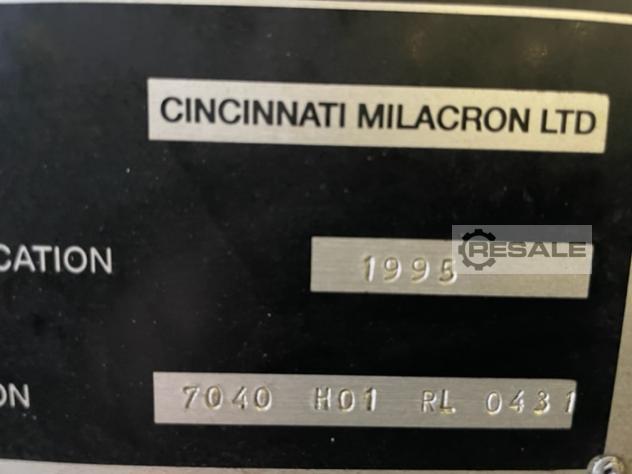 CINCINNATI MILACRON LTD
CATION
1995
RESALE
ON
7040 H01 RL 0431